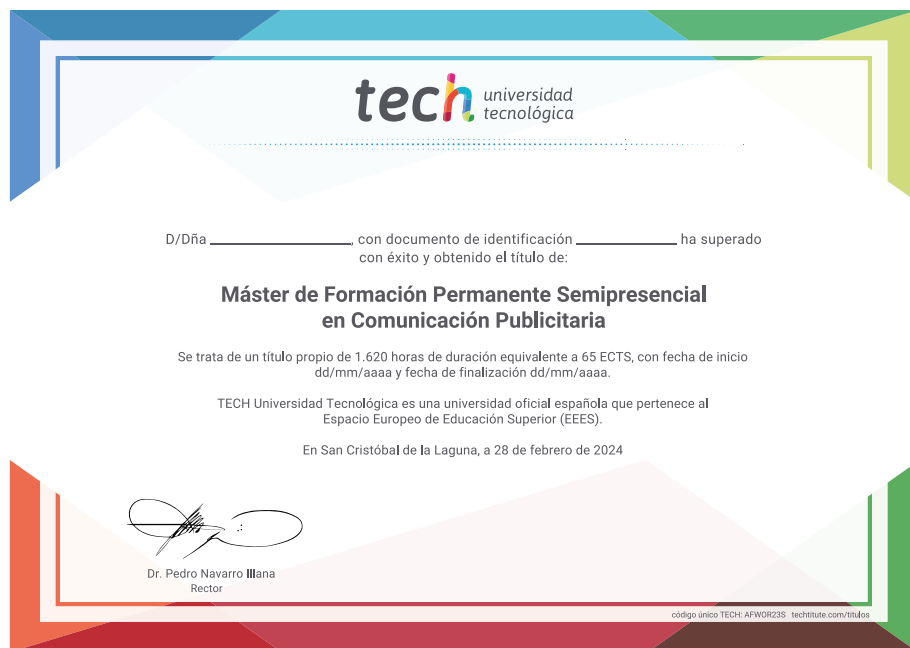 tech universidad
tecnológica
D/Dña ____________, con documento de identificación ____________ ha superado
con éxito y obtenido el título de:
Máster de Formación Permanente Semipresencial
en Comunicación Publicitaria
Se trata de un título propio de 1.620 horas de duración equivalente a 65 ECTS, con fecha de inicio
dd/mm/aaaa y fecha de finalización dd/mm/aaaa.
TECH Universidad Tecnológica es una universidad oficial española que pertenece al
Espacio Europeo de Educación Superior (EEES).
En San Cristóbal de la Laguna, a 28 de febrero de 2024
Dr. Pedro Navarro Illana
Rector
código único TECH: AFWOR23S techtitute.com/titulos